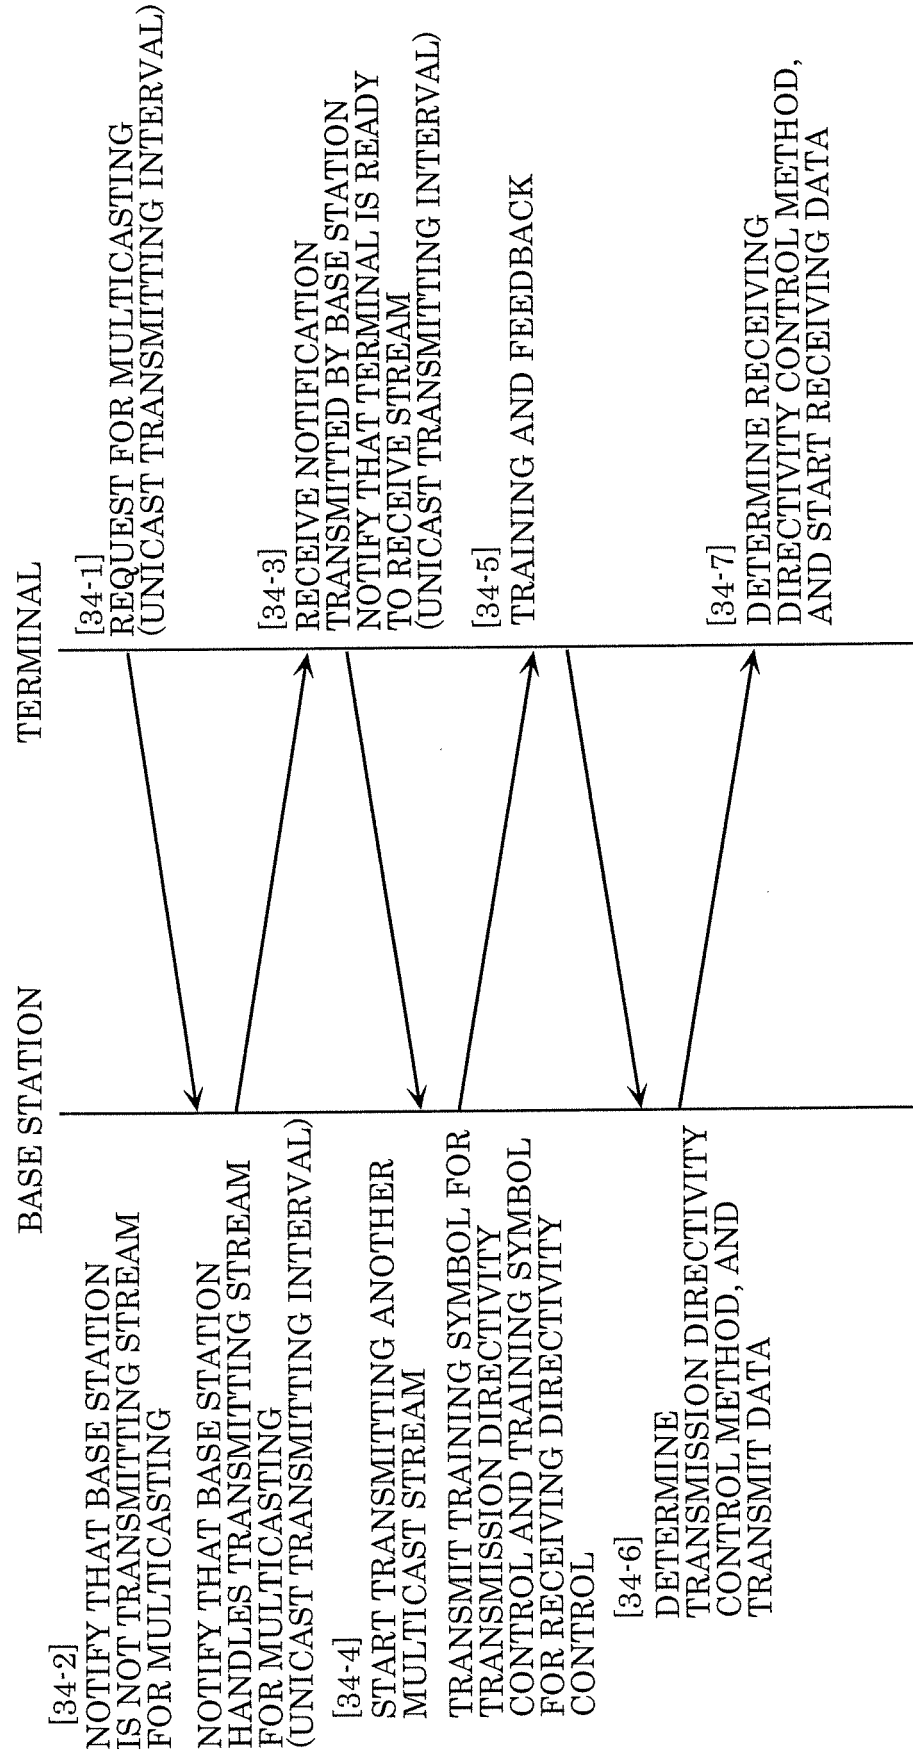 BASE STATION
TERMINAL
[34-1]
REQUEST FOR MULTICASTING
(UNICAST TRANSMITTING INTERVAL)
[34-2]
NOTIFY THAT BASE STATION
IS NOT TRANSMITTING STREAM
FOR MULTICASTING
NOTIFY THAT BASE STATION
HANDLES TRANSMITTING STREAM
FOR MULTICASTING
(UNICAST TRANSMITTING INTERVAL)
[34-3]
RECEIVE NOTIFICATION
TRANSMITTED BY BASE STATION
NOTIFY THAT TERMINAL IS READY
TO RECEIVE STREAM
(UNICAST TRANSMITTING INTERVAL)
[34-4]
START TRANSMITTING ANOTHER
MULTICAST STREAM
TRANSMIT TRAINING SYMBOL FOR
TRANSMISSION DIRECTIVITY
CONTROL AND TRAINING SYMBOL
FOR RECEIVING DIRECTIVITY
CONTROL
[34-5]
TRAINING AND FEEDBACK
[34-6]
DETERMINE
TRANSMISSION DIRECTIVITY
CONTROL METHOD, AND
TRANSMIT DATA
[34-7]
DETERMINE RECEIVING
DIRECTIVITY CONTROL METHOD,
AND START RECEIVING DATA